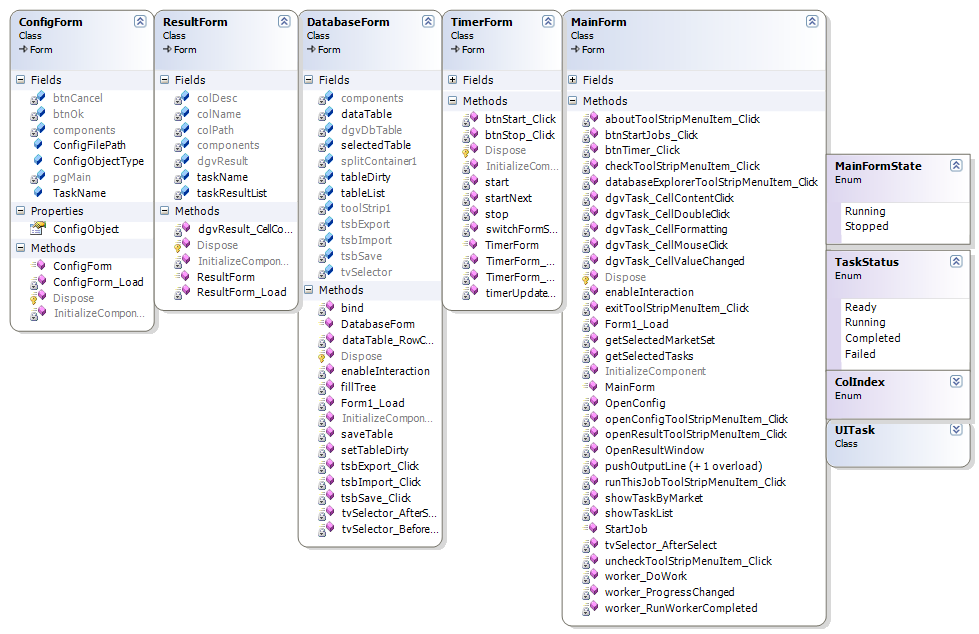 ConfigForm
Class
Form
Fields
btnCancel
btnOk
components
ConfigFilePath
ConfigObjectType
pgMain
TaskName
Properties
ConfigObject
Methods
ConfigForm
ConfigForm_Load
Dispose
InitializeCompon...
ResultForm
Class
Form
Fields
colDesc
colName
colPath
components
dgvResult
taskName
taskResultList
Methods
dgvResult_CellCo...
Dispose
InitializeCompon...
ResultForm
ResultForm_Load
DatabaseForm
Class
Form
Fields
components
dataTable
dgvDbTable
selectedTable
splitContainer1
tableDirty
tableList
toolStrip1
tsbExport
tsbImport
tsbSave
tvSelector
Methods
bind
DatabaseForm
dataTable_RowC...
Dispose
enableInteraction
fillTree
Form1_Load
InitializeCompon...
saveTable
setTableDirty
tsbExport_Click
tsbImport_Click
tsbSave_Click
tvSelector_AfterS...
tvSelector_Before...
TimerForm
Class
Form
Fields
Methods
btnStart_Click
btnStop_Click
Dispose
InitializeCom...
start
startNext
stop
switchFormS...
TimerForm
TimerForm_...
TimerForm_...
timerUpdate...
MainForm
Class
Form
Fields
Methods
aboutToolStripMenuItem_Click
btnStartJobs_Click
btnTimer_Click
checkToolStripMenuItem_Click
databaseExplorerToolStripMenuItem_Click
dgvTask_CellContentClick
dgvTask_CellDoubleClick
dgvTask_CellFormatting
dgvTask_CellMouseClick
dgvTask_CellValueChanged
Dispose
enableInteraction
exitToolStripMenuItem_Click
Form1_Load
getSelectedMarketSet
getSelectedTasks
InitializeComponent
MainForm
OpenConfig
openConfigToolStripMenuItem_Click
openResultToolStripMenuItem_Click
OpenResultWindow
pushOutputLine (+ 1 overload)
runThisJobToolStripMenuItem_Click
showTaskByMarket
showTaskList
StartJob
tvSelector_AfterSelect
uncheckToolStripMenuItem_Click
worker_DoWork
worker_ProgressChanged
worker_RunWorkerCompleted
MainFormState
Enum
Running
Stopped
TaskStatus
Enum
Ready
Running
Completed
Failed
ColIndex
Enum
UITask
Class